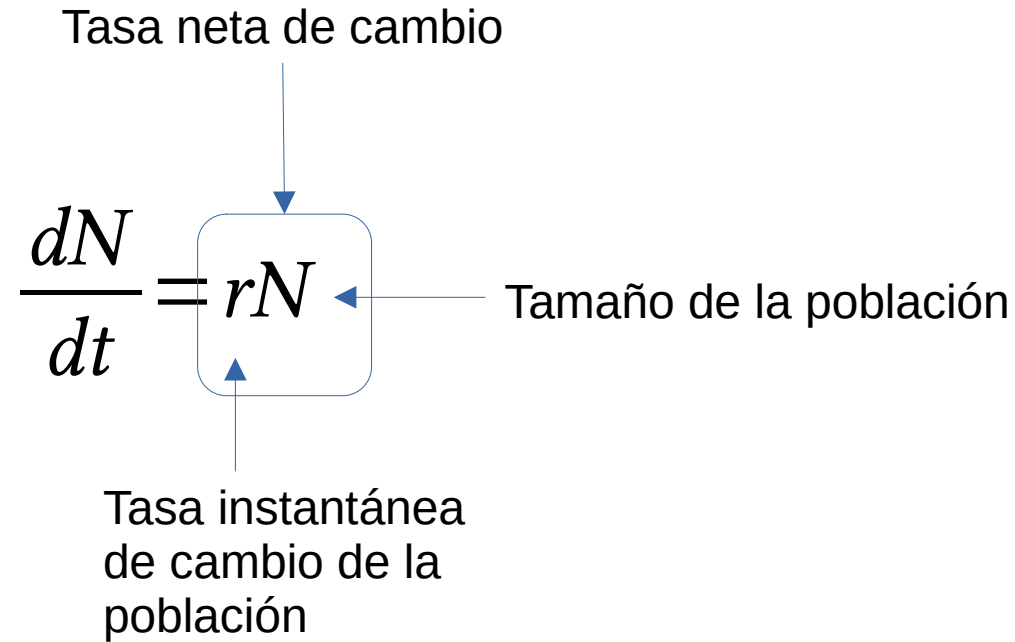 Tasa neta de cambio
dN
dt
= rN
Tamaño de la población
Tasa instantánea
de cambio de la
población